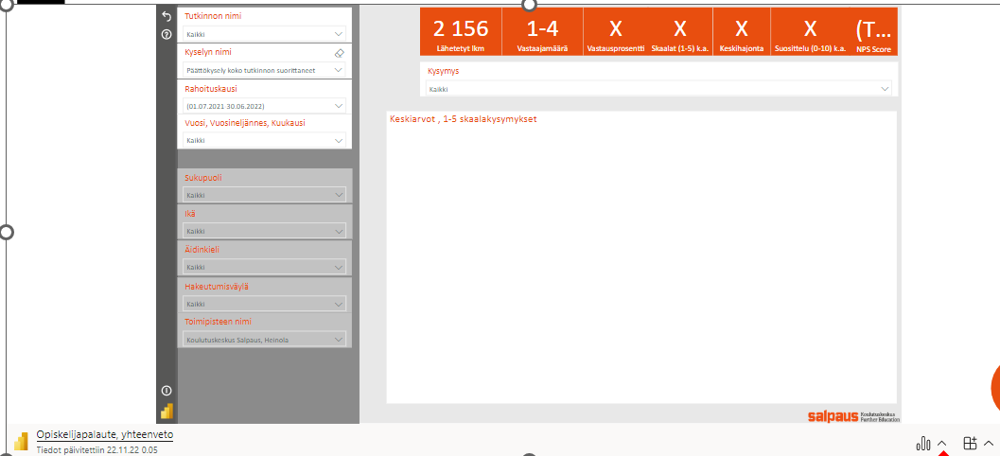 Tutkinnon nimi
Kaikki
Kyselyn nimi
Päättökysely koko tutkinnon suorittaneet
Rahoituskausi
(01.07.2021-30.06.2022)
Vuosi, Vuosineljännes, Kuukausi
Kaikki
Sukupuoli
Kaikki
Ikä
Kaikki
Äidinkieli
Kaikki
Hakeutumisväylä
Kaikki
Toimipisteen nimi
Koulutuskeskus Salpaus, Heinola
2 156 1-4 X X X X (T...
Lähetetyt lkm Vastaajamäärä Vastausprosentti Skaalat (1-5) k.a. Keskihajonta Suosittelu (0-10) k.a. NPS Score
Kysymys
Kaikki
Keskiarvot , 1-5 skaalakysymykset
salpaus Koulutuskeskus
Further Education
Opiskelijapalaute, yhteenveto
Tiedot päivitettiin 22.11.22 0.05